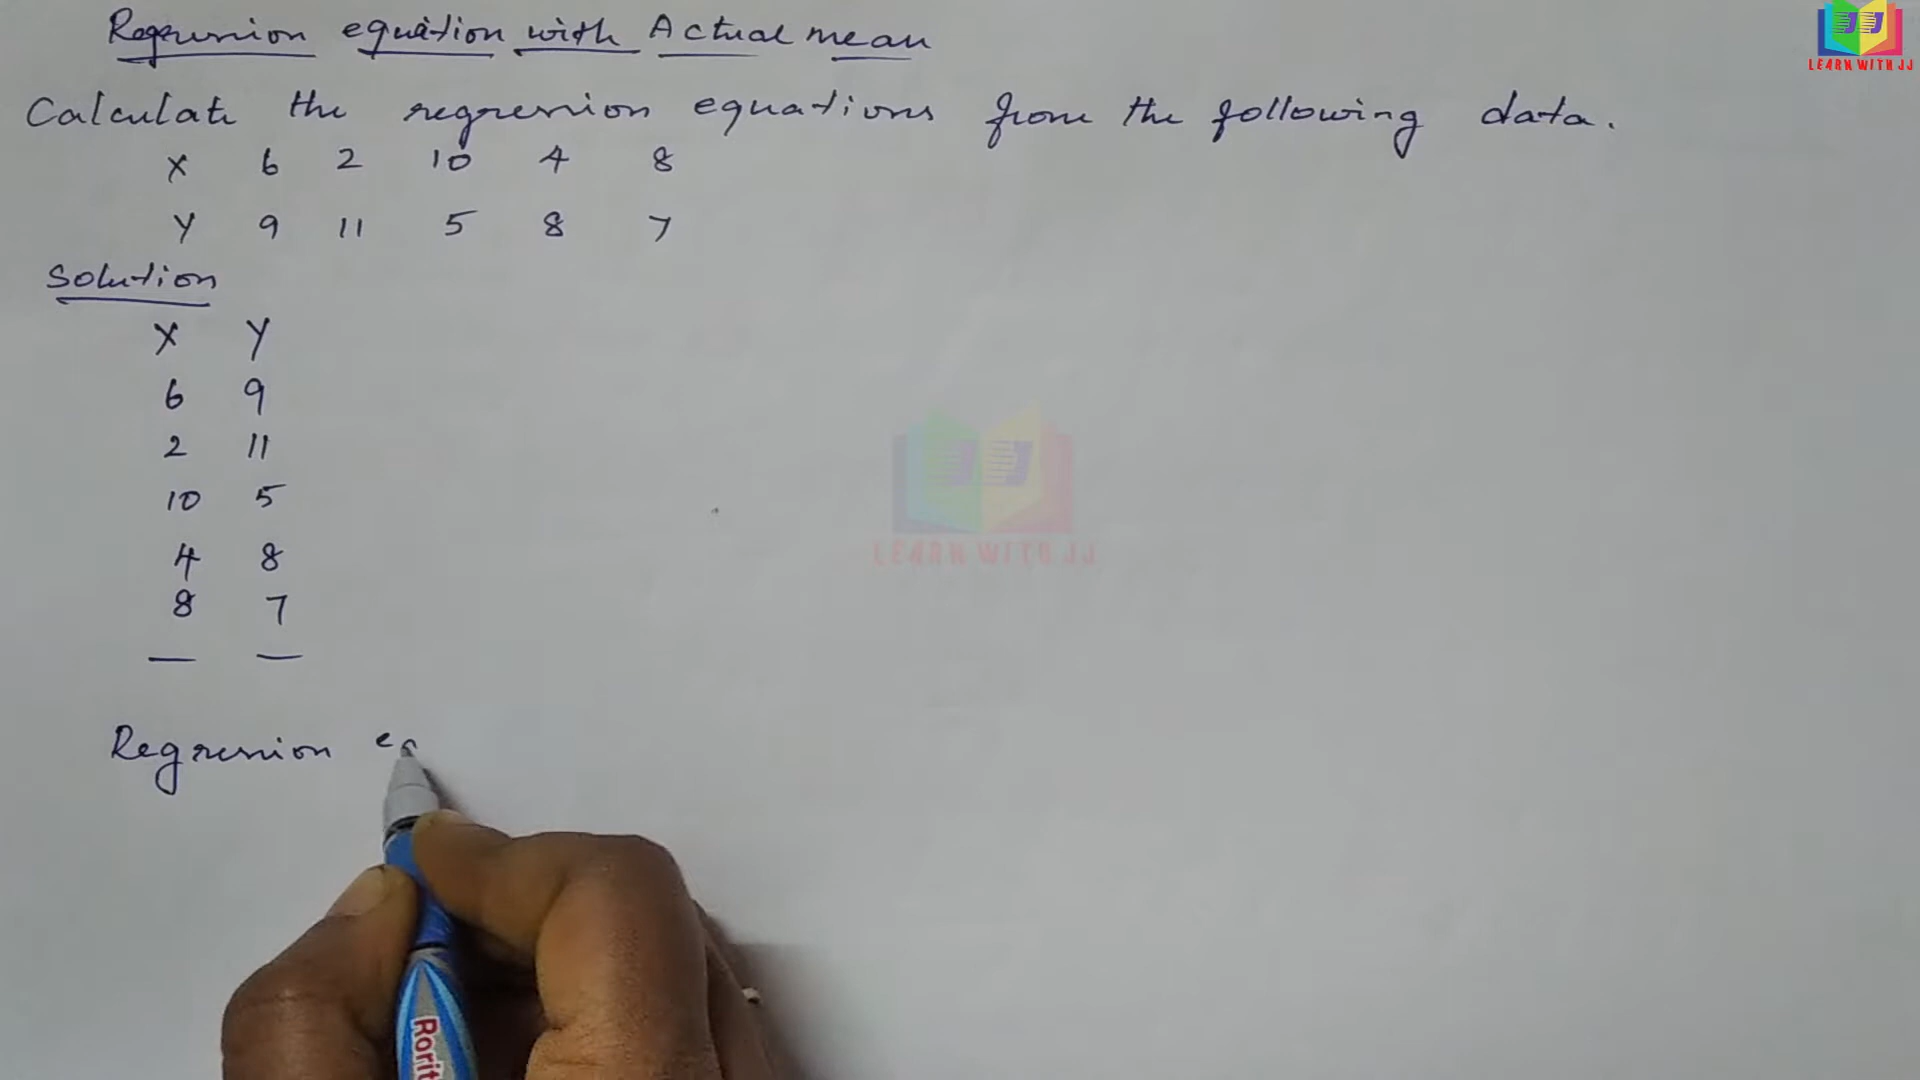 Regression equation with Actual mean
LEARN WITH JJ
Calculate the regression equations from the following data.
X 6 2 10 4 8
Y 9 11 5 8 7
Solution
X Y
6 9
2 11
10 5
4 8
8 7
LEARN WITH JJ
Regression eq
Rorit